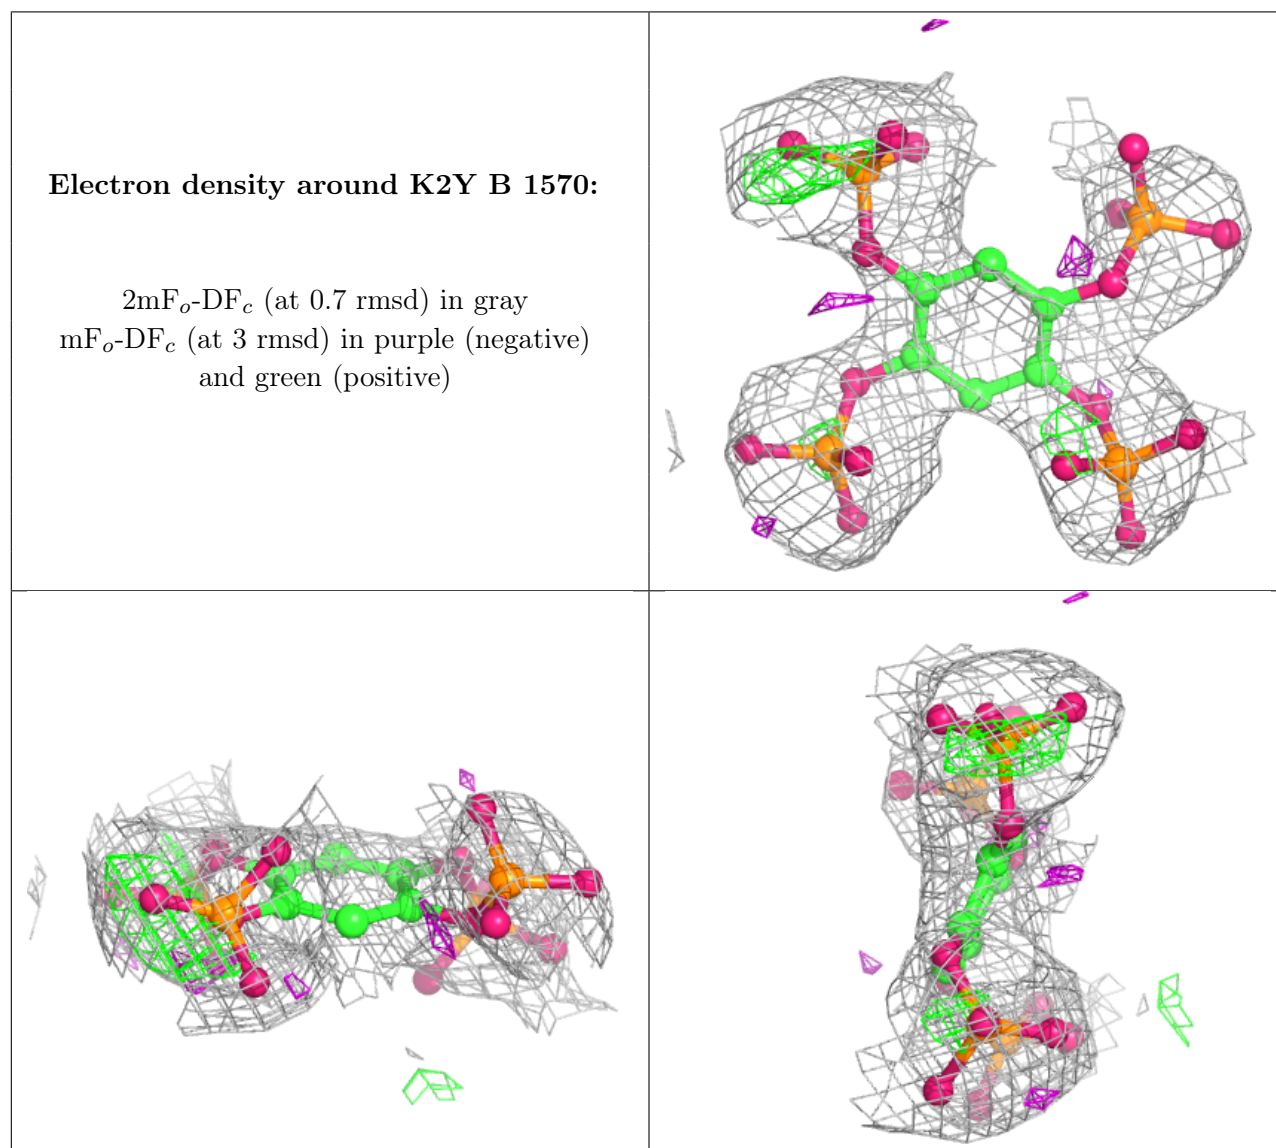 Electron density around K2Y B 1570:
2mFₒ-DF𝒸 (at 0.7 rmsd) in gray
mFₒ-DF𝒸 (at 3 rmsd) in purple (negative)
and green (positive)